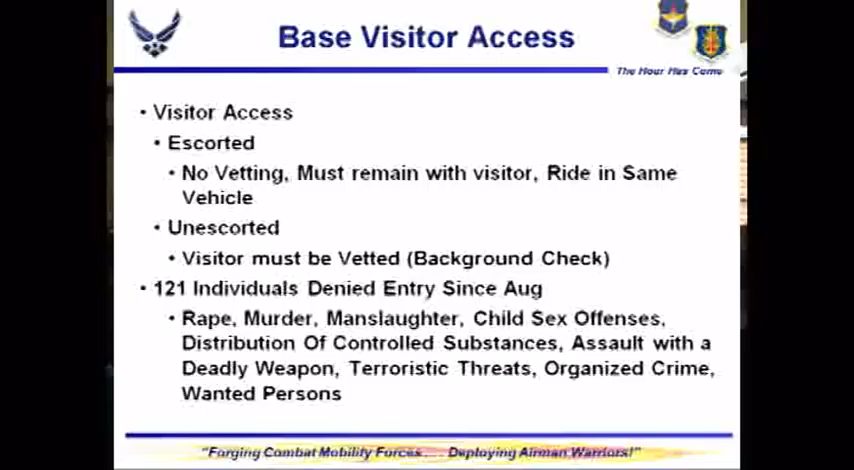 Base Visitor Access
The Hour Has Come
• Visitor Access
• Escorted
• No Vetting, Must remain with visitor, Ride in Same
Vehicle
• Unescorted
• Visitor must be Vetted (Background Check)
• 121 Individuals Denied Entry Since Aug
• Rape, Murder, Manslaughter, Child Sex Offenses,
Distribution Of Controlled Substances, Assault with a
Deadly Weapon, Terroristic Threats, Organized Crime,
Wanted Persons
"Forging Combat Mobility Forces.... Deploying Airman Warriors!"